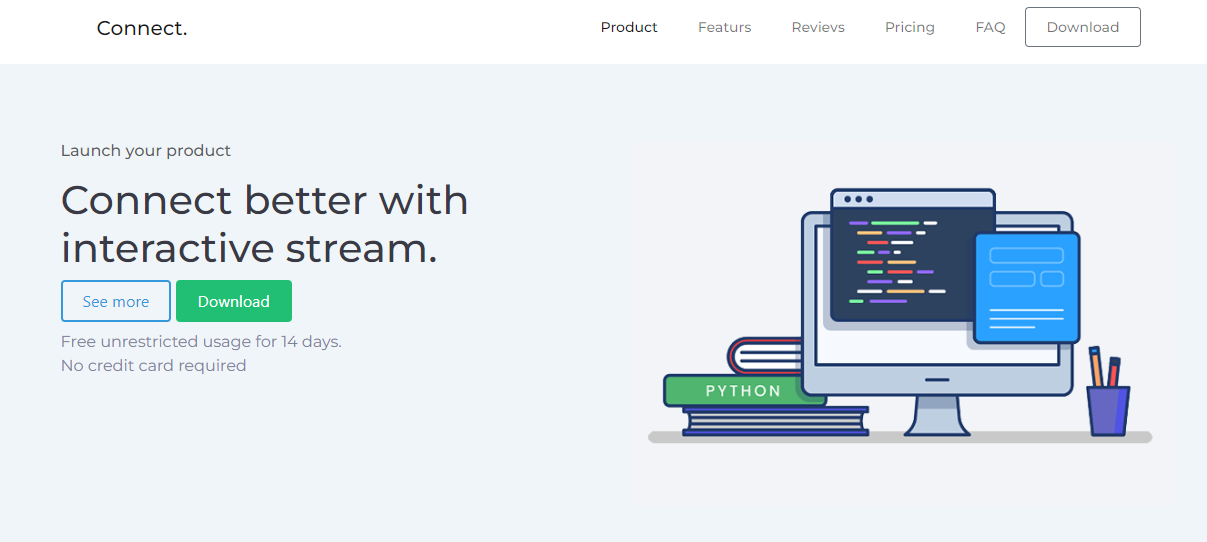 Connect.
Product Featurs Revievs Pricing FAQ Download
Launch your product
Connect better with
interactive stream.
See more Download
Free unrestricted usage for 14 days.
No credit card required
PYTHON